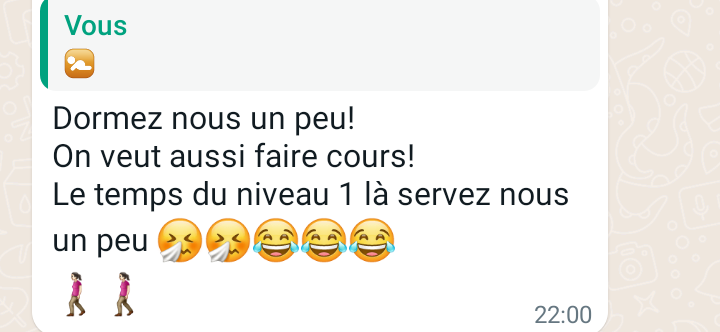 Vous
🚼
Dormez nous un peu!
On veut aussi faire cours!
Le temps du niveau 1 là servez nous
un peu 🤧🤧😂😂😂
🚶‍♀️🚶‍♀️
22:00